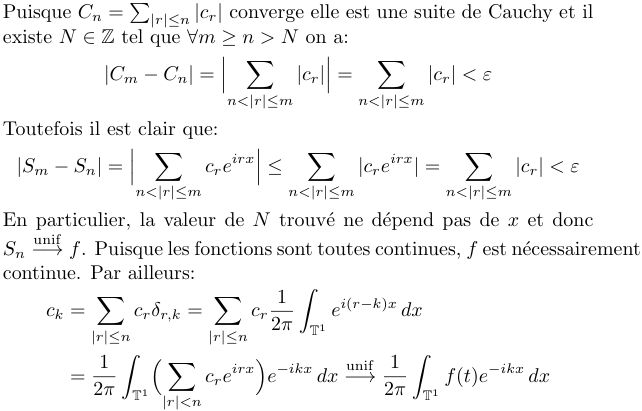 Puisque $C_n = \sum_{|r|\leq n} |c_r|$ converge elle est une suite de Cauchy et il
existe $N \in \mathbb{Z}$ tel que $\forall m \geq n > N$ on a:
$|C_m - C_n| = \Big|\sum_{n<|r|\leq m} |c_r|\Big| = \sum_{n<|r|\leq m} |c_r| < \varepsilon$
Toutefois il est clair que:
$|S_m - S_n| = \Big|\sum_{n<|r|\leq m} c_r e^{irx}\Big| \leq \sum_{n<|r|\leq m} |c_r e^{irx}| = \sum_{n<|r|\leq m} |c_r| < \varepsilon$
En particulier, la valeur de $N$ trouvé ne dépend pas de $x$ et donc
$S_n \xrightarrow{\text{unif}} f$. Puisque les fonctions sont toutes continues, $f$ est nécessairement
continue. Par ailleurs:
$c_k = \sum_{|r|\leq n} c_r \delta_{r,k} = \sum_{|r|\leq n} c_r \frac{1}{2\pi} \int_{\mathbb{T}^1} e^{i(r-k)x}\, dx$
$= \frac{1}{2\pi} \int_{\mathbb{T}^1} \Big(\sum_{|r|<n} c_r e^{irx}\Big) e^{-ikx}\, dx \xrightarrow{\text{unif}} \frac{1}{2\pi} \int_{\mathbb{T}^1} f(t) e^{-ikx}\, dx$